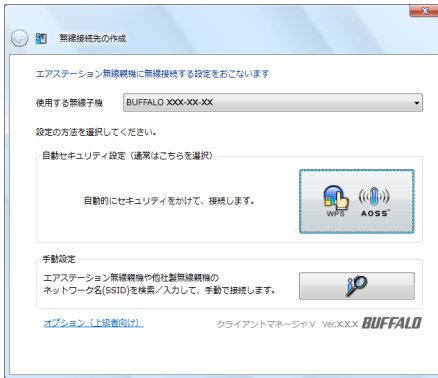 無線接続先の作成
エアステーション無線親機に無線接続する設定をおこないます
使用する無線子機
BUFFALO XXX-XX-XX
設定の方法を選択してください。
自動セキュリティ設定（通常はこちらを選択）
自動的にセキュリティをかけて、接続します。
WPS AOSS™
手動設定
エアステーション無線親機や他社製無線親機の
ネットワーク名(SSID)を検索／入力して、手動で接続します。
オプション（上級者向け）
クライアントマネージャV Ver.X.X.X BUFFALO